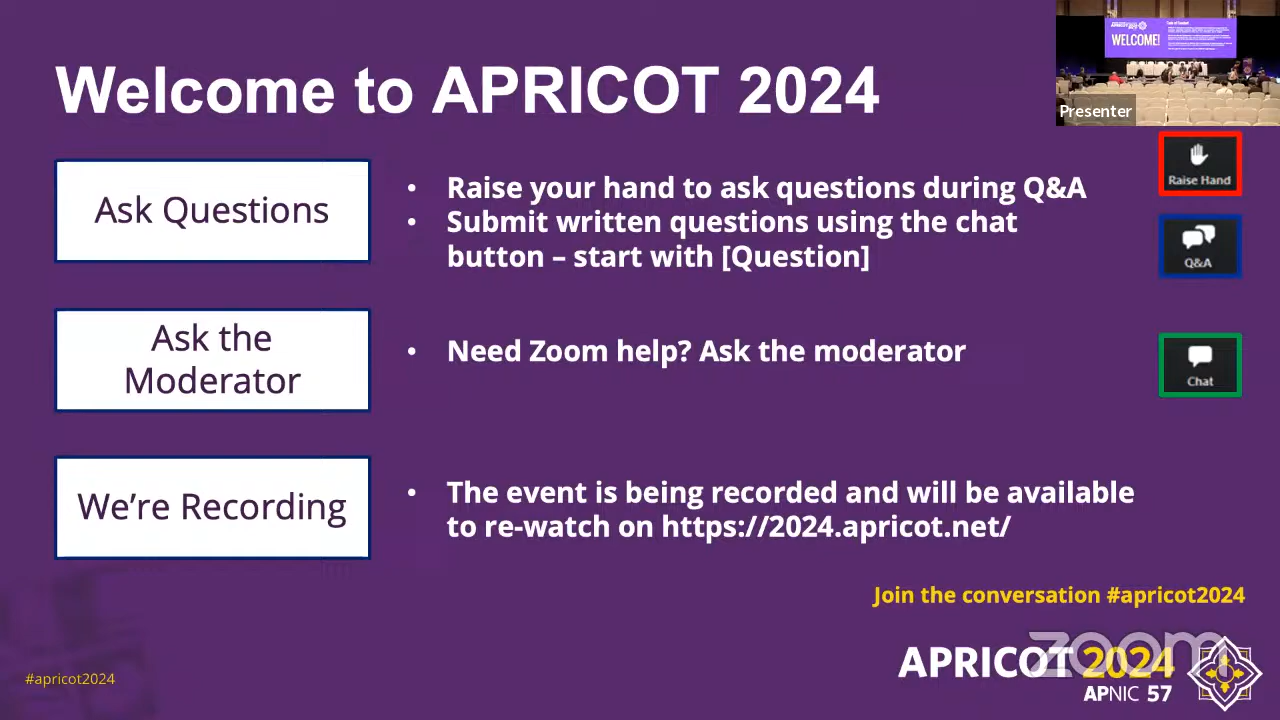 Welcome to APRICOT 2024
WELCOME!
Presenter
Ask Questions
• Raise your hand to ask questions during Q&A
• Submit written questions using the chat
button – start with [Question]
Raise Hand
Q&A
Ask the
Moderator
• Need Zoom help? Ask the moderator
Chat
We're Recording
• The event is being recorded and will be available
to re-watch on https://2024.apricot.net/
Join the conversation #apricot2024
zoom
APRICOT 2024
APNIC 57
#apricot2024